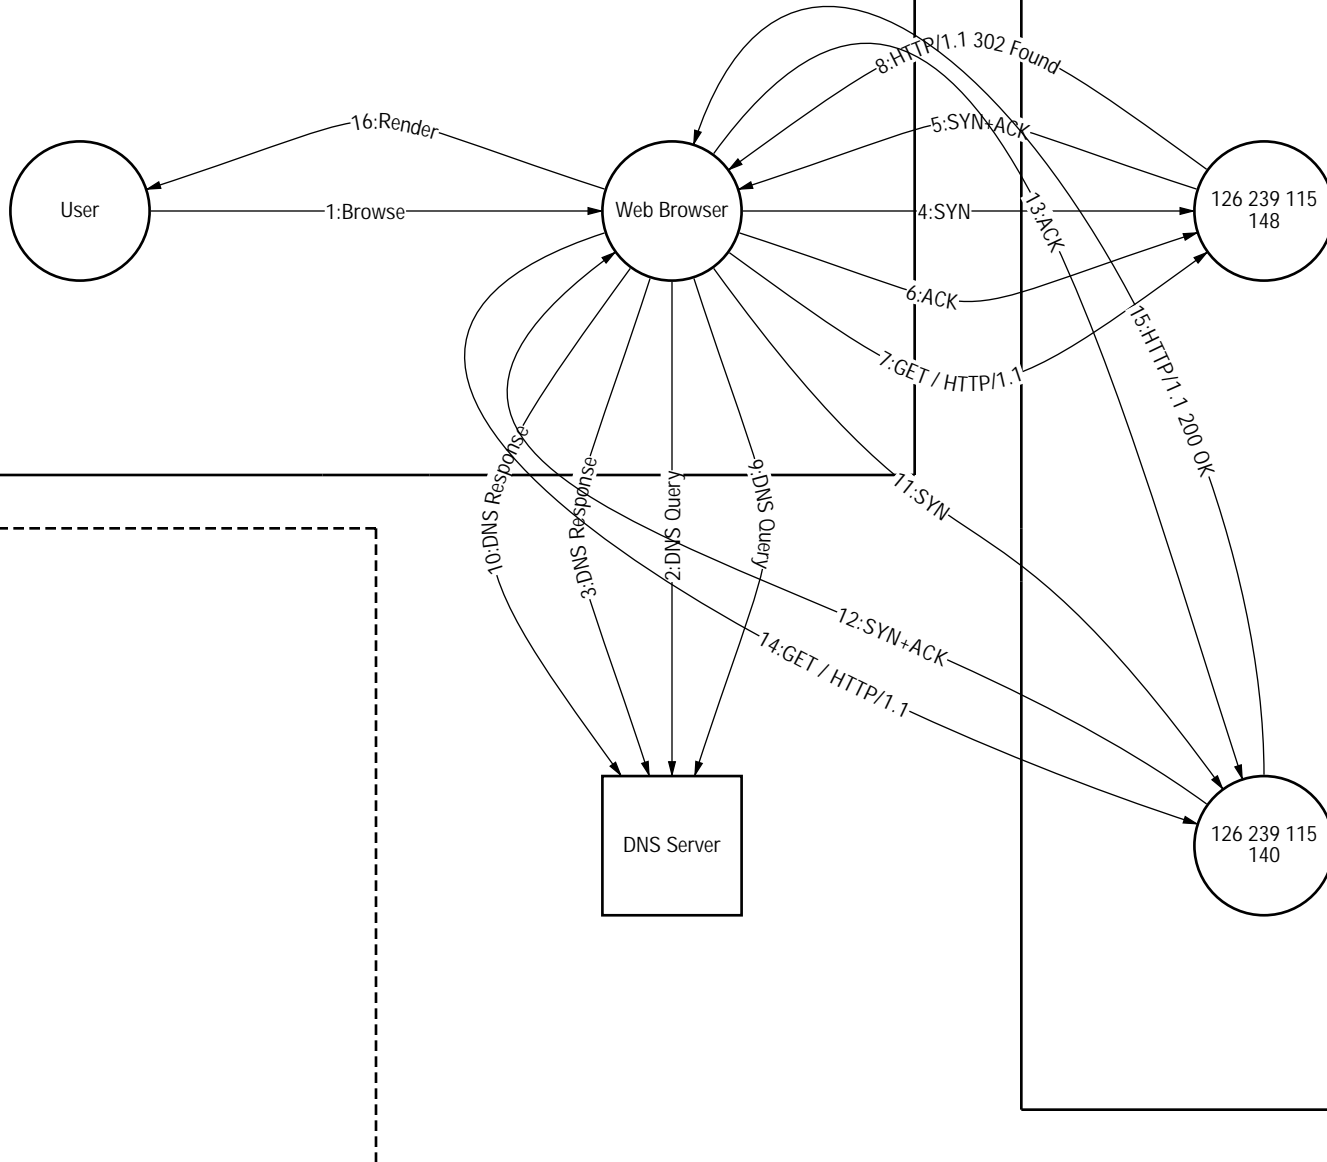 8:HTTP/1.1 302 Found
16:Render
5:SYN+ACK
User
1:Browse
Web Browser
4:SYN
13:ACK
126 239 115
148
6:ACK
15:HTTP/1.1 200 OK
7:GET / HTTP/1.1
10:DNS Response
3:DNS Response
2:DNS Query
9:DNS Query
11:SYN
12:SYN+ACK
14:GET / HTTP/1.1
DNS Server
126 239 115
140